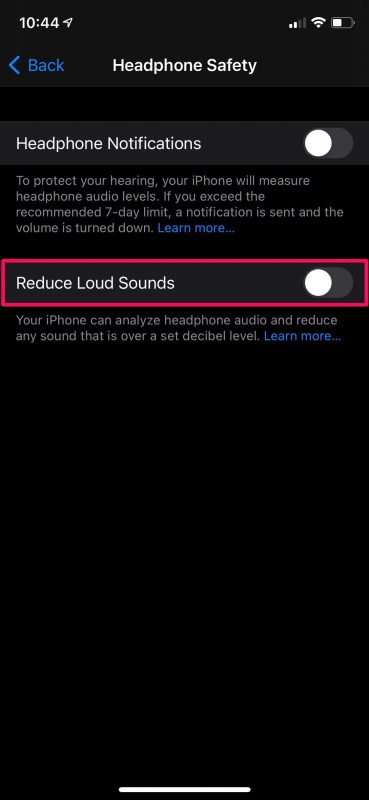 10:44
Back
Headphone Safety
Headphone Notifications
To protect your hearing, your iPhone will measure
headphone audio levels. If you exceed the
recommended 7-day limit, a notification is sent and the
volume is turned down. Learn more...
Reduce Loud Sounds
Your iPhone can analyze headphone audio and reduce
any sound that is over a set decibel level. Learn more...